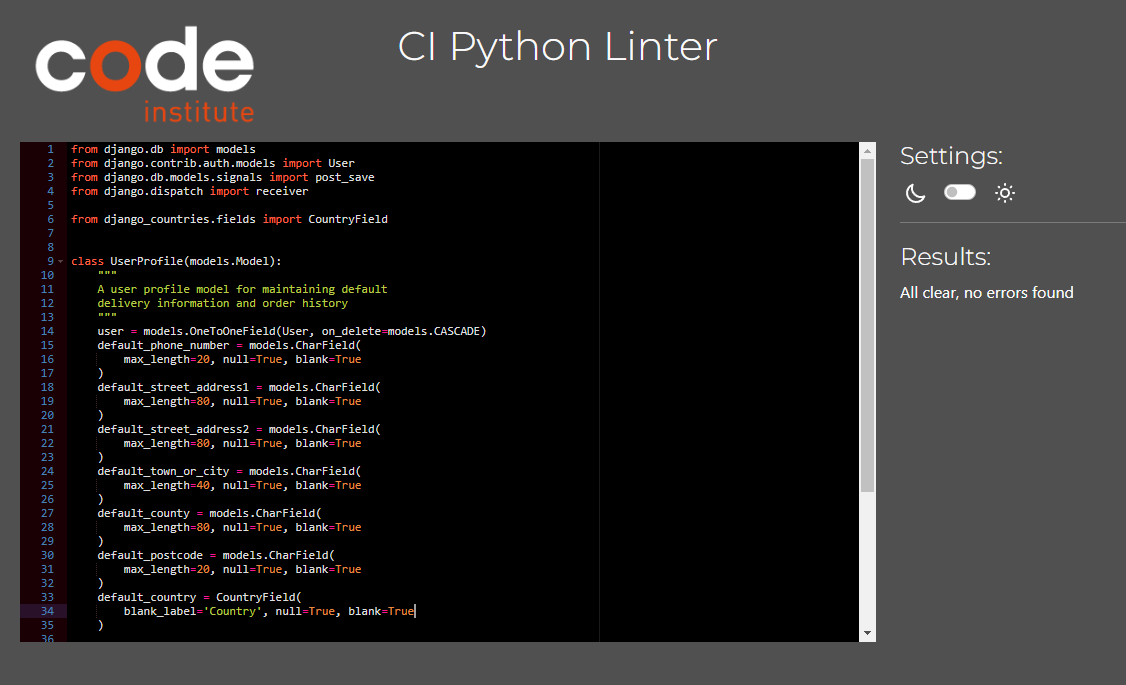 code
institute
CI Python Linter
1 from django.db import models
2 from django.contrib.auth.models import User
3 from django.db.models.signals import post_save
4 from django.dispatch import receiver
5
6 from django_countries.fields import CountryField
7
8
9 class UserProfile(models.Model):
10     """
11     A user profile model for maintaining default
12     delivery information and order history
13     """
14     user = models.OneToOneField(User, on_delete=models.CASCADE)
15     default_phone_number = models.CharField(
16         max_length=20, null=True, blank=True
17     )
18     default_street_address1 = models.CharField(
19         max_length=80, null=True, blank=True
20     )
21     default_street_address2 = models.CharField(
22         max_length=80, null=True, blank=True
23     )
24     default_town_or_city = models.CharField(
25         max_length=40, null=True, blank=True
26     )
27     default_county = models.CharField(
28         max_length=80, null=True, blank=True
29     )
30     default_postcode = models.CharField(
31         max_length=20, null=True, blank=True
32     )
33     default_country = CountryField(
34         blank_label='Country', null=True, blank=True
35     )
36
Settings:
Results:
All clear, no errors found